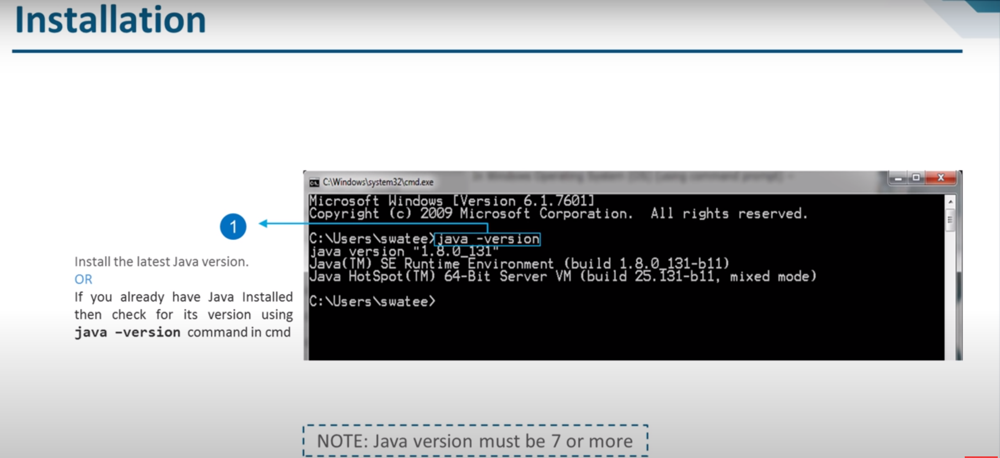 Installation
C:\Windows\system32\cmd.exe
Microsoft Windows [Version 6.1.7601]
Copyright (c) 2009 Microsoft Corporation.  All rights reserved.
1
C:\Users\swatee>java -version
java version "1.8.0_131"
Java(TM) SE Runtime Environment (build 1.8.0_131-b11)
Java HotSpot(TM) 64-Bit Server VM (build 25.131-b11, mixed mode)
C:\Users\swatee>
Install the latest Java version.
OR
If you already have Java Installed
then check for its version using
java –version command in cmd
NOTE: Java version must be 7 or more